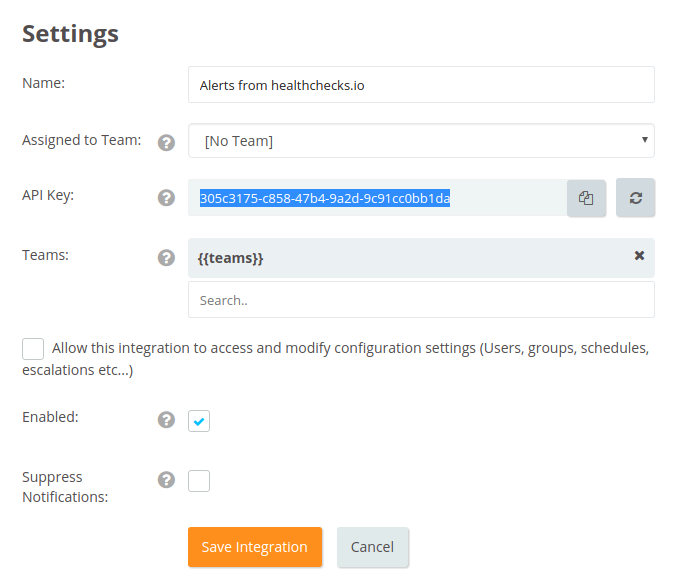 Settings
Name:
Alerts from healthchecks.io
Assigned to Team:
[No Team]
API Key:
305c3175-c858-47b4-9a2d-9c91cc0bb1da
Teams:
{{teams}}
Search..
Allow this integration to access and modify configuration settings (Users, groups, schedules,
escalations etc...)
Enabled:
Suppress
Notifications:
Save Integration
Cancel